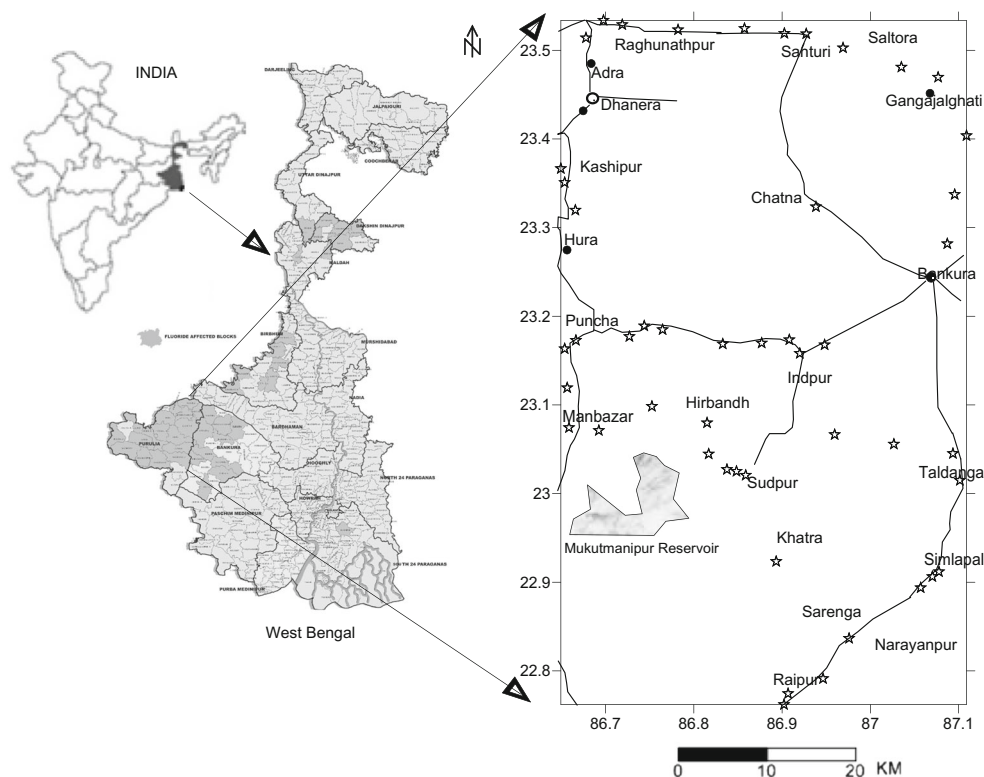 INDIA
N
DARJEELING
JALPAIGURI
COOCHBEHAR
UTTAR DINAJPUR
DAKSHIN DINAJPUR
MALDAH
FLUORIDE AFFECTED BLOCKS
BIRBHUM
MURSHIDABAD
NADIA
BARDHAMAN
PURULIA
BANKURA
HOOGHLY
NORTH 24 PARAGANAS
HOWRAH
PASCHIM MEDINIPUR
PURBA MEDINIPUR
West Bengal
23.5
23.4
23.3
23.2
23.1
23
22.9
22.8
86.7
86.8
86.9
87
87.1
Raghunathpur
Santuri
Saltora
Adra
Gangajalghati
Dhanera
Kashipur
Chatna
Hura
Bankura
Puncha
Indpur
Hirbandh
Manbazar
Taldanga
Sudpur
Mukutmanipur Reservoir
Khatra
Simlapal
Sarenga
Narayanpur
Raipur
0 10 20 KM